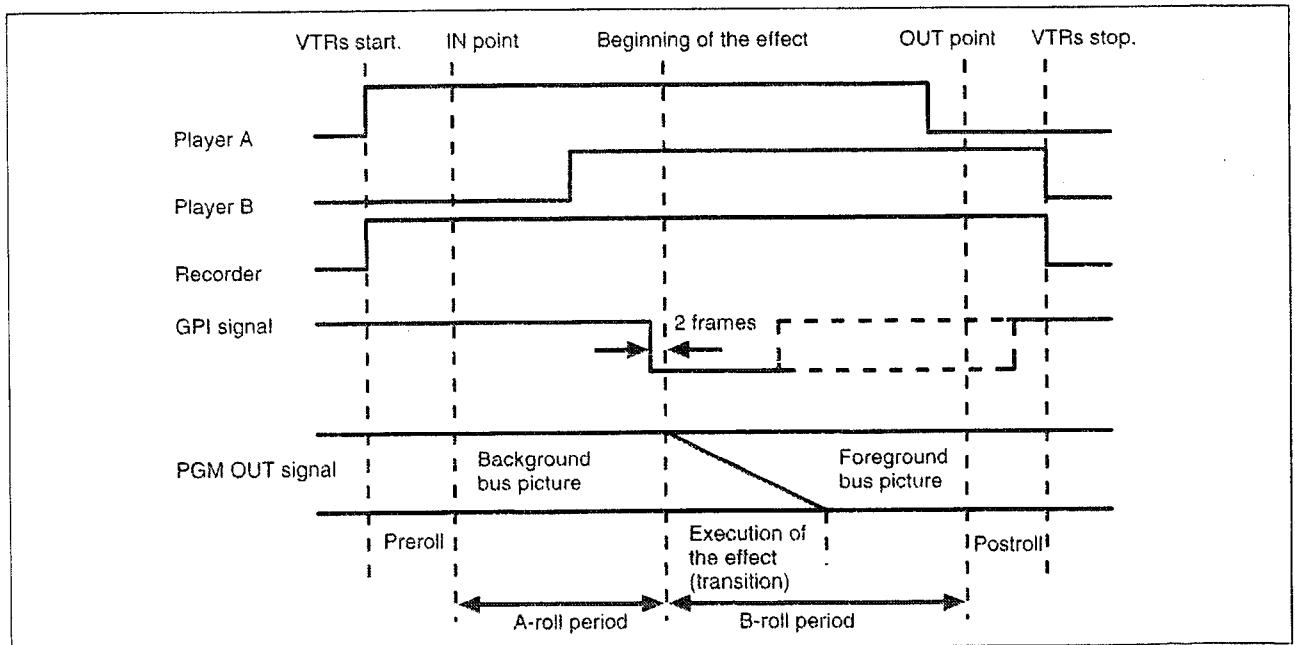 VTRs start. IN point Beginning of the effect OUT point VTRs stop.
Player A
Player B
Recorder
GPI signal
2 frames
PGM OUT signal
Background
bus picture
Foreground
bus picture
Preroll
Execution of
the effect
(transition)
Postroll
A-roll period
B-roll period